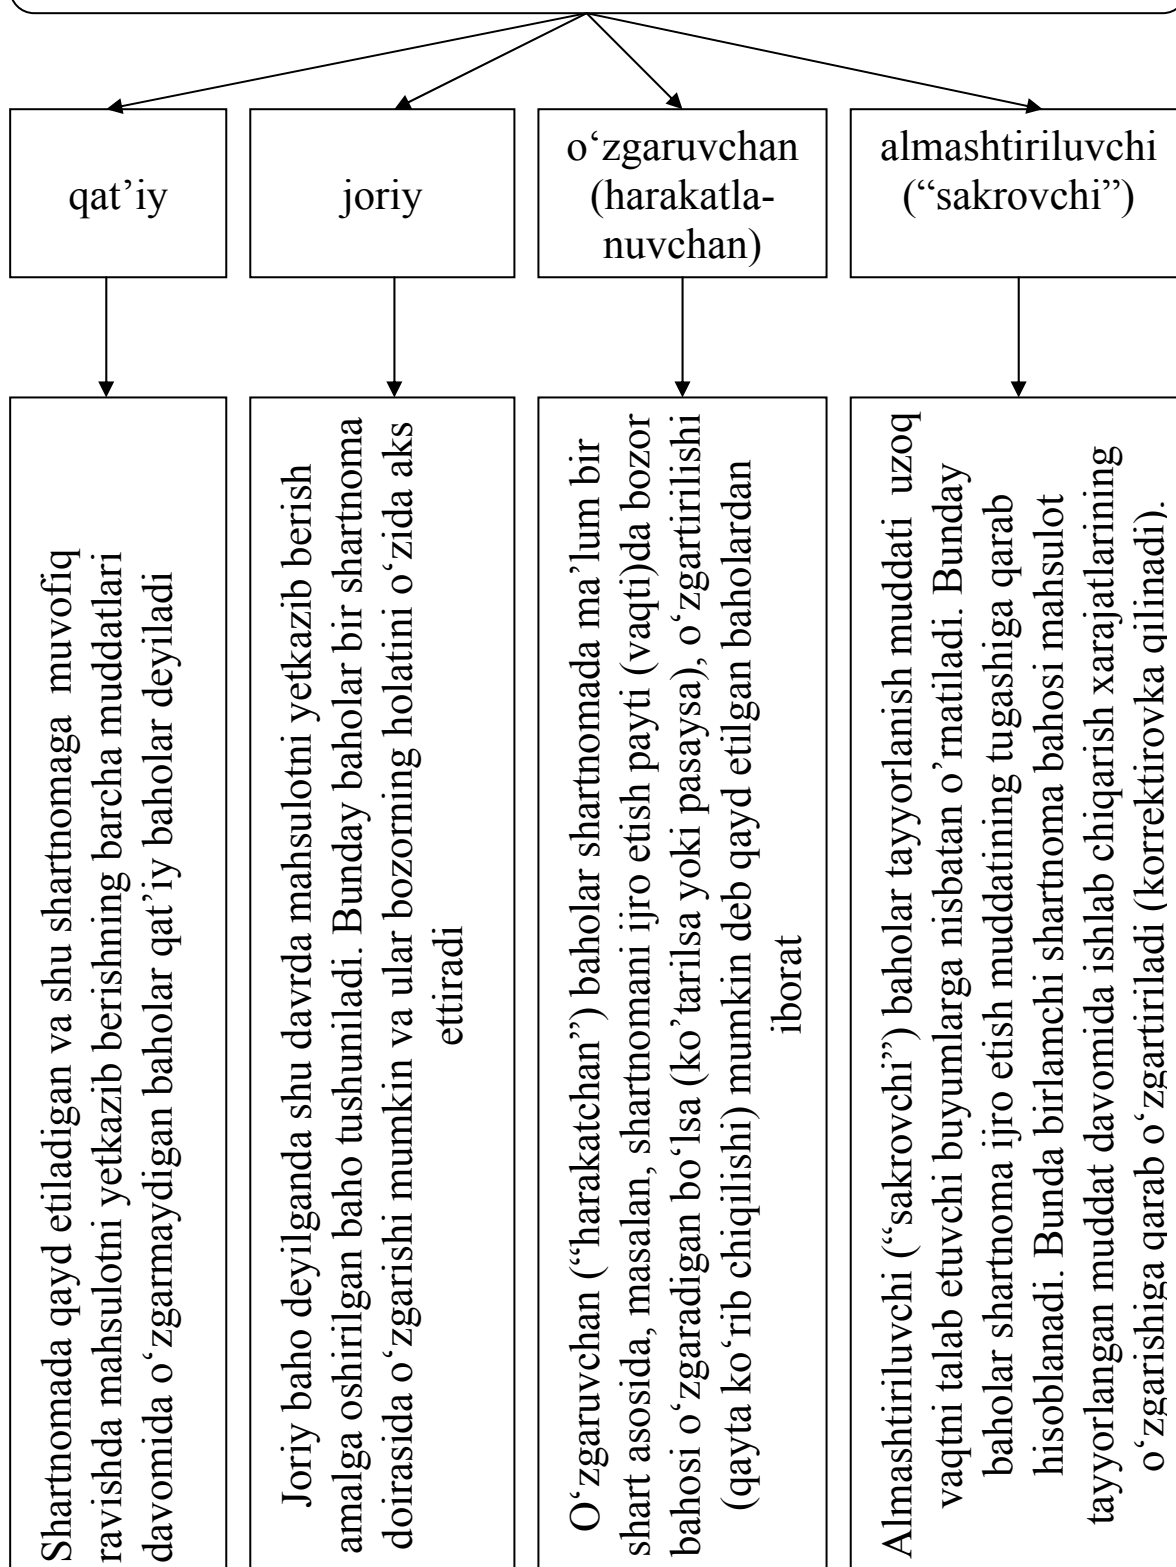 qat’iy
joriy
o‘zgaruvchan
(harakatla-
nuvchan)
almashtiriluvchi
(“sakrovchi”)
Shartnomada qayd etiladigan va shu shartnomaga muvofiq
ravishda mahsulotni yetkazib berishning barcha muddatlari
davomida o‘zgarmaydigan baholar qat’iy baholar deyiladi
Joriy baho deyilganda shu davrda mahsulotni yetkazib berish
amalga oshirilgan baho tushuniladi. Bunday baholar bir shartnoma
doirasida o‘zgarishi mumkin va ular bozorning holatini o‘zida aks
ettiradi
O‘zgaruvchan (“harakatchan”) baholar shartnomada ma’lum bir
shart asosida, masalan, shartnomani ijro etish payti (vaqti)da bozor
bahosi o‘zgaradigan bo‘lsa (ko’tarilsa yoki pasaysa), o‘zgartirilishi
(qayta ko‘rib chiqilishi) mumkin deb qayd etilgan baholardan
iborat
Almashtiriluvchi (“sakrovchi”) baholar tayyorlanish muddati uzoq
vaqtni talab etuvchi buyumlarga nisbatan o’rnatiladi. Bunday
baholar shartnoma ijro etish muddatining tugashiga qarab
hisoblanadi. Bunda birlamchi shartnoma bahosi mahsulot
tayyorlangan muddat davomida ishlab chiqarish xarajatlarining
o‘zgarishiga qarab o‘zgartiriladi (korrektirovka qilinadi).